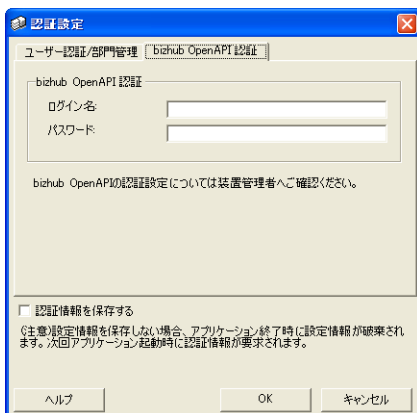 認証設定
ユーザー認証/部門管理 bizhub OpenAPI 認証
bizhub OpenAPI 認証
ログイン名:
パスワード:
bizhub OpenAPIの認証設定については装置管理者へご確認ください。
認証情報を保存する
(注意)設定情報を保存しない場合、アプリケーション終了時に設定情報が破棄され
ます。次回アプリケーション起動時に認証情報が要求されます。
ヘルプ OK キャンセル